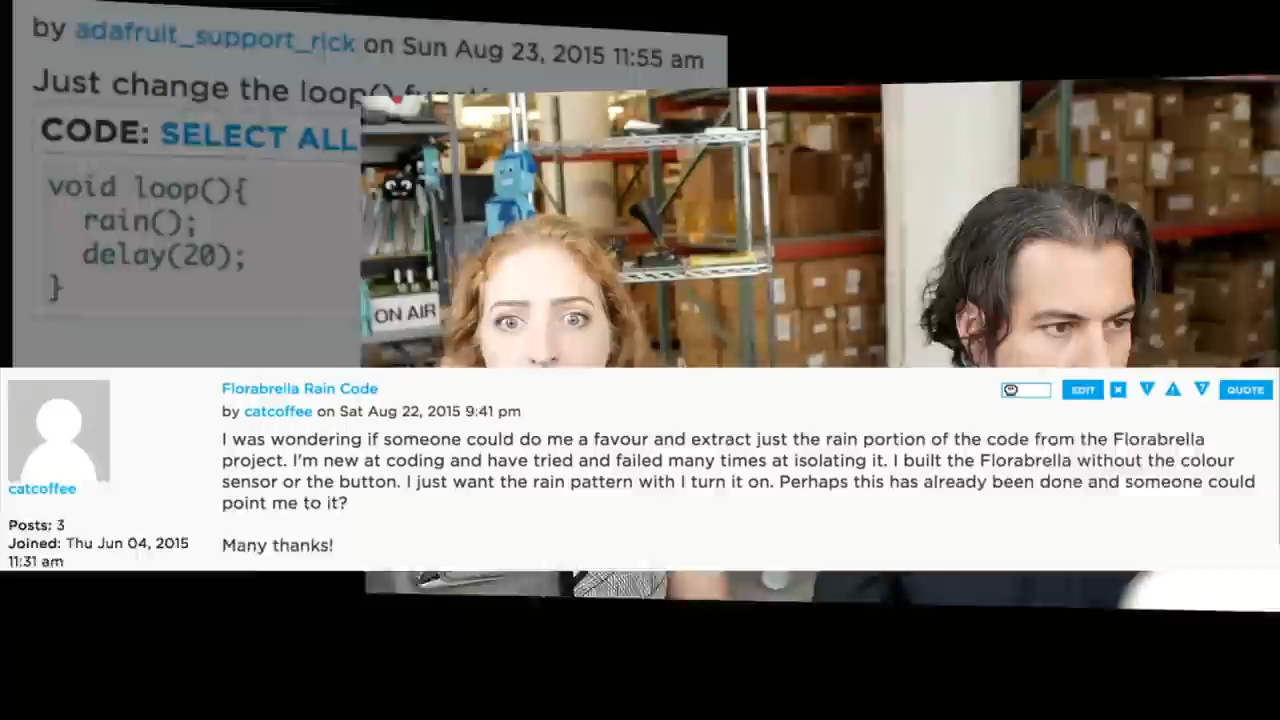 by adafruit_support_rick on Sun Aug 23, 2015 11:55 am
Just change the loop()
CODE: SELECT ALL
void loop(){
rain();
delay(20);
}
ON AIR
Florabrella Rain Code
EDIT
QUOTE
by catcoffee on Sat Aug 22, 2015 9:41 pm
I was wondering if someone could do me a favour and extract just the rain portion of the code from the Florabrella
project. I'm new at coding and have tried and failed many times at isolating it. I built the Florabrella without the colour
sensor or the button. I just want the rain pattern with I turn it on. Perhaps this has already been done and someone could
point me to it?
Many thanks!
catcoffee
Posts: 3
Joined: Thu Jun 04, 2015
11:31 am